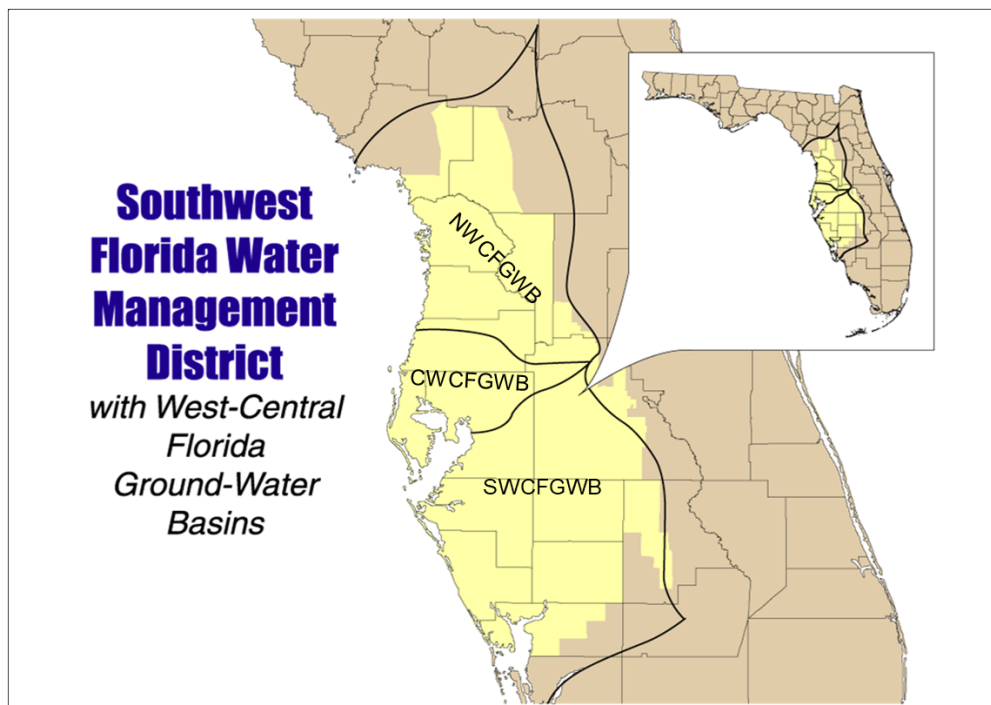 Southwest
Florida Water
Management
District
with West-Central
Florida
Ground-Water
Basins
NWCFGWB
CWCFGWB
SWCFGWB